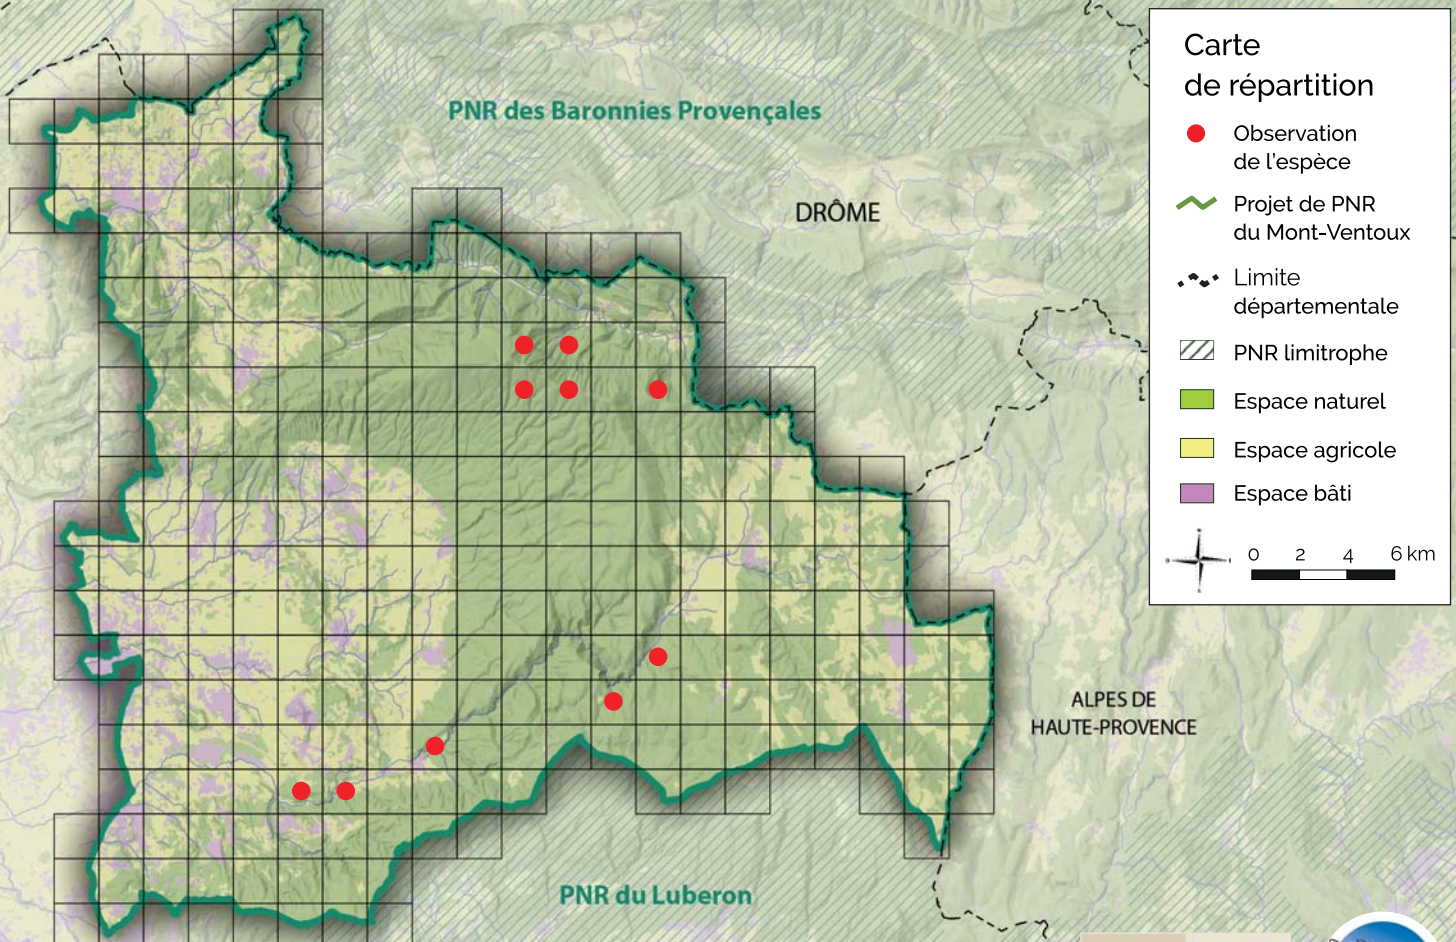 PNR des Baronnies Provençales
DRÔME
ALPES DE
HAUTE-PROVENCE
PNR du Luberon
Carte
de répartition
Observation
de l'espèce
Projet de PNR
du Mont-Ventoux
Limite
départementale
PNR limitrophe
Espace naturel
Espace agricole
Espace bâti
0 2 4 6 km